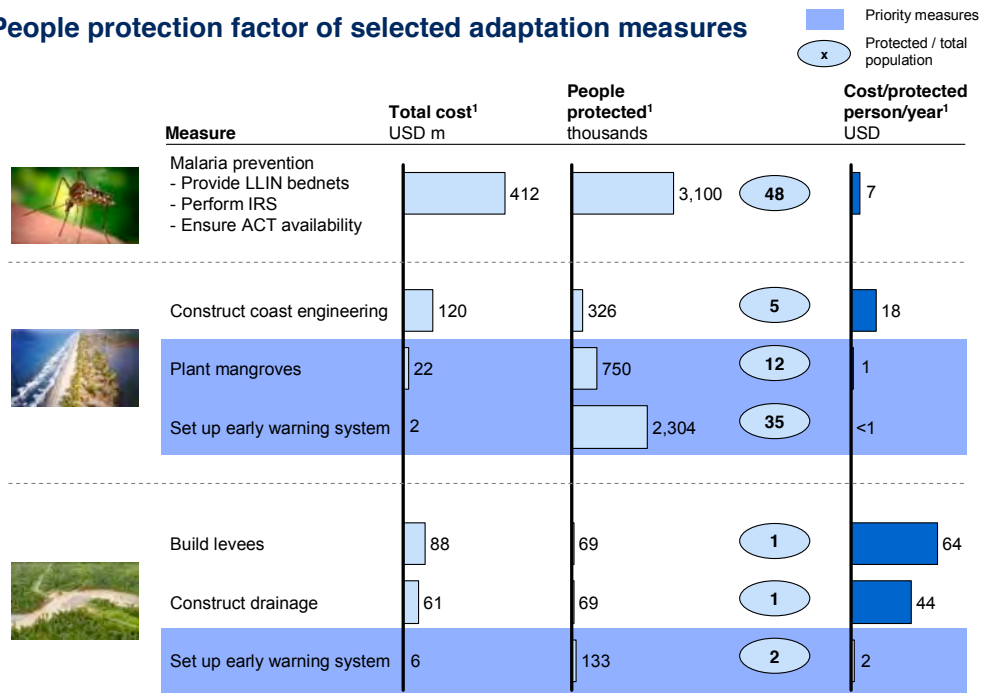 People protection factor of selected adaptation measures
Priority measures
x
Protected / total
population
Measure
Total cost¹
USD m
People
protected¹
thousands
Cost/protected
person/year¹
USD
Malaria prevention
- Provide LLIN bednets
- Perform IRS
- Ensure ACT availability
412
3,100
48
7
Construct coast engineering
120
326
5
18
Plant mangroves
22
750
12
1
Set up early warning system
2
2,304
35
<1
Build levees
88
69
1
64
Construct drainage
61
69
1
44
Set up early warning system
6
133
2
2